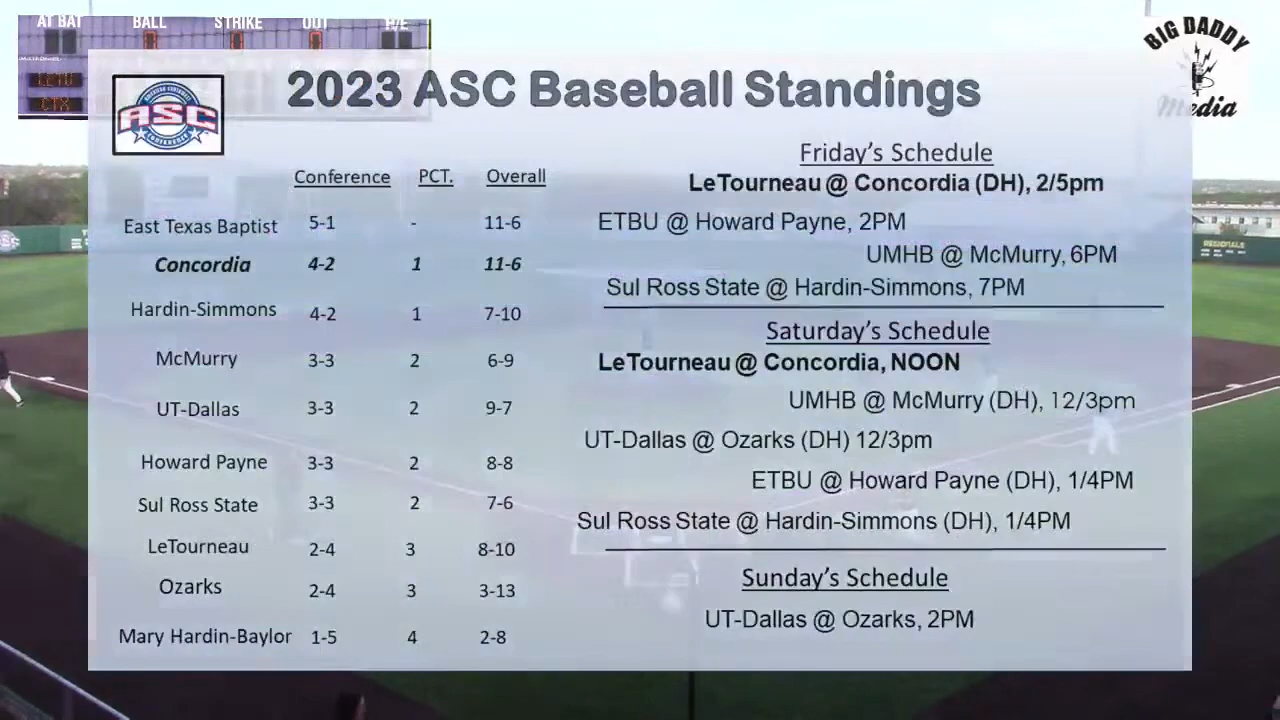 AT BAT BALL STRIKE OUT H/E
BIG DADDY
Media
ASC
2023 ASC Baseball Standings
Conference PCT. Overall
East Texas Baptist 5-1 - 11-6
Concordia 4-2 1 11-6
Hardin-Simmons 4-2 1 7-10
McMurry 3-3 2 6-9
UT-Dallas 3-3 2 9-7
Howard Payne 3-3 2 8-8
Sul Ross State 3-3 2 7-6
LeTourneau 2-4 3 8-10
Ozarks 2-4 3 3-13
Mary Hardin-Baylor 1-5 4 2-8
Friday's Schedule
LeTourneau @ Concordia (DH), 2/5pm
ETBU @ Howard Payne, 2PM
UMHB @ McMurry, 6PM
Sul Ross State @ Hardin-Simmons, 7PM
Saturday's Schedule
LeTourneau @ Concordia, NOON
UMHB @ McMurry (DH), 12/3pm
UT-Dallas @ Ozarks (DH) 12/3pm
ETBU @ Howard Payne (DH), 1/4PM
Sul Ross State @ Hardin-Simmons (DH), 1/4PM
Sunday's Schedule
UT-Dallas @ Ozarks, 2PM
REGIONALS